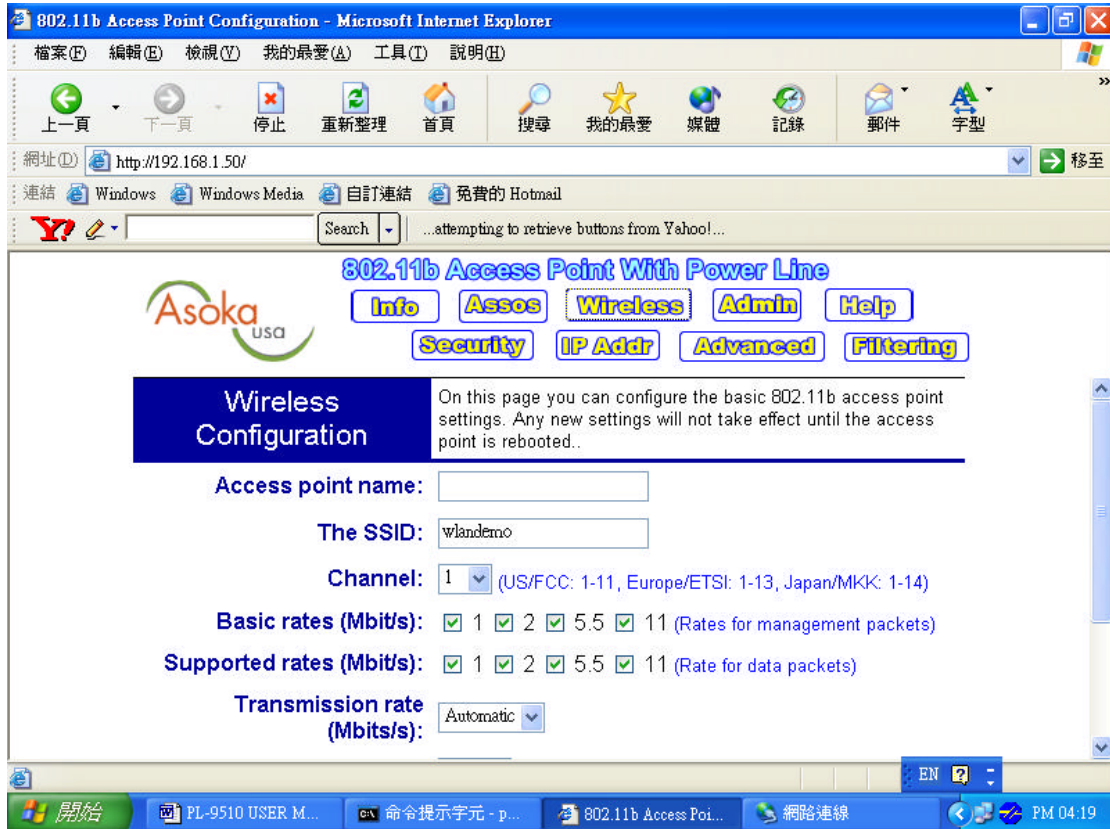 802.11b Access Point Configuration - Microsoft Internet Explorer
檔案(F) 編輯(E) 檢視(V) 我的最愛(A) 工具(T) 說明(H)
上一頁 下一頁 停止 重新整理 首頁 搜尋 我的最愛 媒體 記錄 郵件 字型 »
網址(D) http://192.168.1.50/ 移至
連結 Windows Windows Media 自訂連結 免費的 Hotmail
Y! Search ...attempting to retrieve buttons from Yahoo!...
802.11b Access Point With Power Line
Asoka usa
Info Assos Wireless Admin Help
Security IP Addr Advanced Filtering
Wireless Configuration
On this page you can configure the basic 802.11b access point
settings. Any new settings will not take effect until the access
point is rebooted..
Access point name:
The SSID: wlandemo
Channel: 1 (US/FCC: 1-11, Europe/ETSI: 1-13, Japan/MKK: 1-14)
Basic rates (Mbit/s): 1 2 5.5 11 (Rates for management packets)
Supported rates (Mbit/s): 1 2 5.5 11 (Rate for data packets)
Transmission rate
(Mbits/s): Automatic
EN ?
開始 PL-9510 USER M... 命令提示字元 - p... 802.11b Access Poi... 網路連線 PM 04:19